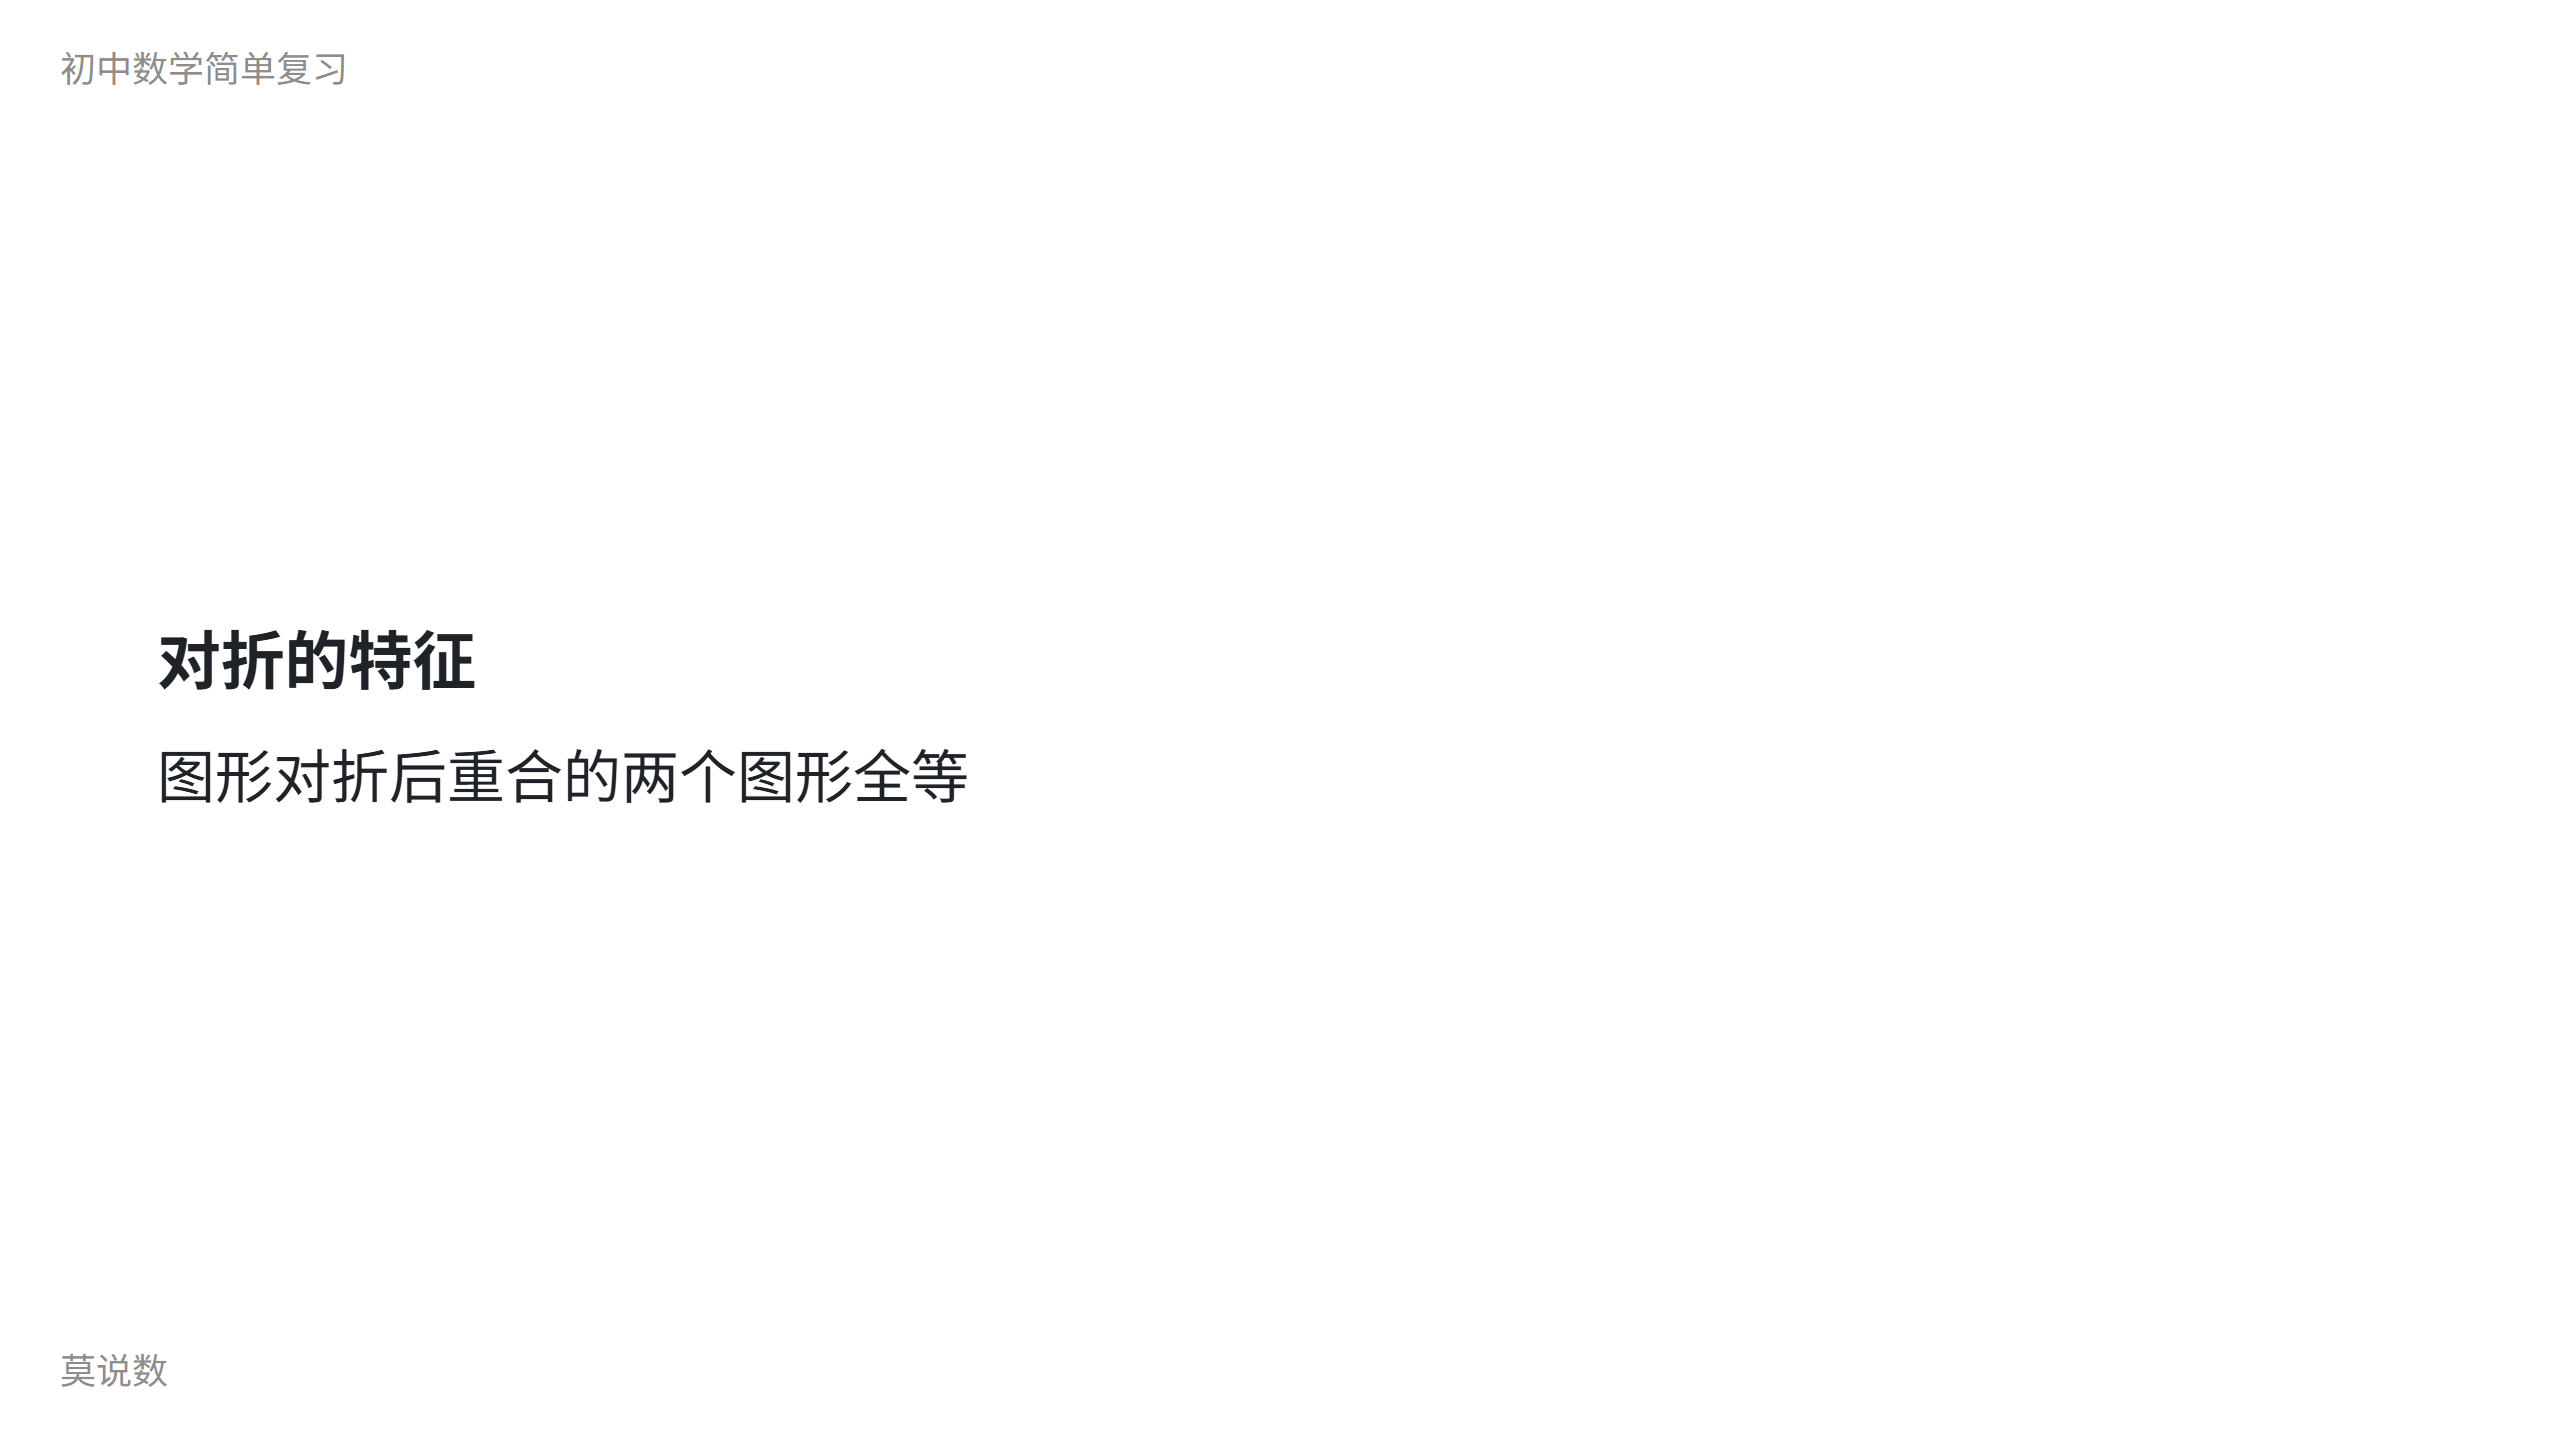 初中数学简单复习
对折的特征
图形对折后重合的两个图形全等
莫说数